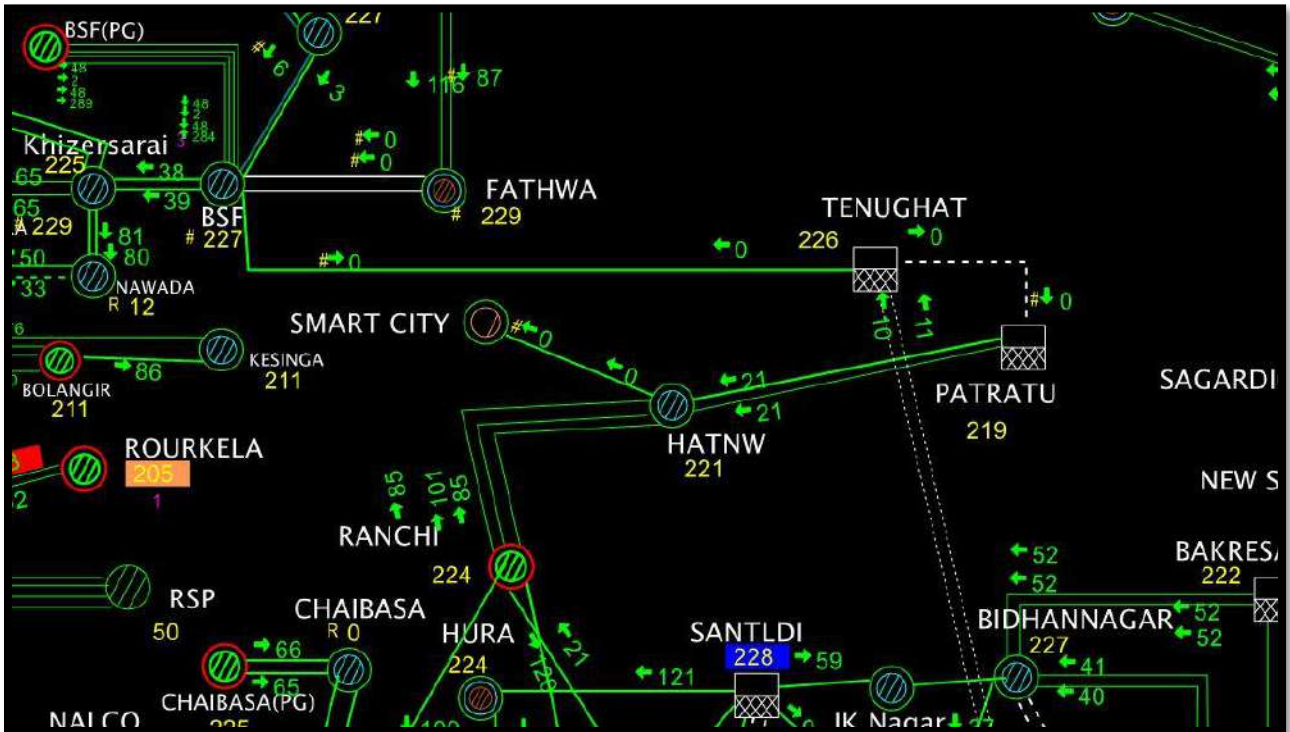 BSF(PG)
227
48
2
48
289
48
2
48
284
3
6
3
116
# 87
Khizersarai
225
38
39
# 0
# 0
FATHWA
# 229
65
65
# 229
BSF
# 227
TENUGHAT
226
0
0
# 0
81
80
50
33
NAWADA
R 12
# 0
10
11
SMART CITY
# 0
KESINGA
211
86
BOLANGIR
211
0
21
21
PATRATU
219
SAGARDI
HATNW
221
ROURKELA
205
1
85
101
85
NEW S
RANCHI
224
52
52
BAKRESA
222
RSP
50
CHAIBASA
R 0
HURA
224
SANTLDI
228
59
BIDHANNAGAR
227
52
52
66
65
21
121
41
40
CHAIBASA(PG)
225
NALCO
JK Nagar